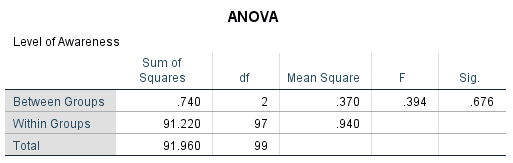 ANOVA
Level of Awareness
Sum of Squares df Mean Square F Sig.
Between Groups .740 2 .370 .394 .676
Within Groups 91.220 97 .940
Total 91.960 99